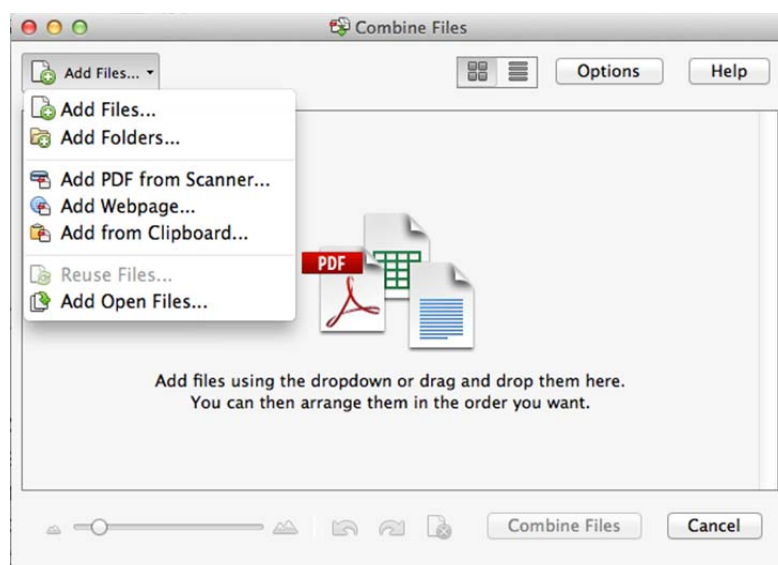 Combine Files
Add Files...
Options
Help
Add Files...
Add Folders...
Add PDF from Scanner...
Add Webpage...
Add from Clipboard...
Reuse Files...
Add Open Files...
PDF
Add files using the dropdown or drag and drop them here.
You can then arrange them in the order you want.
Combine Files
Cancel